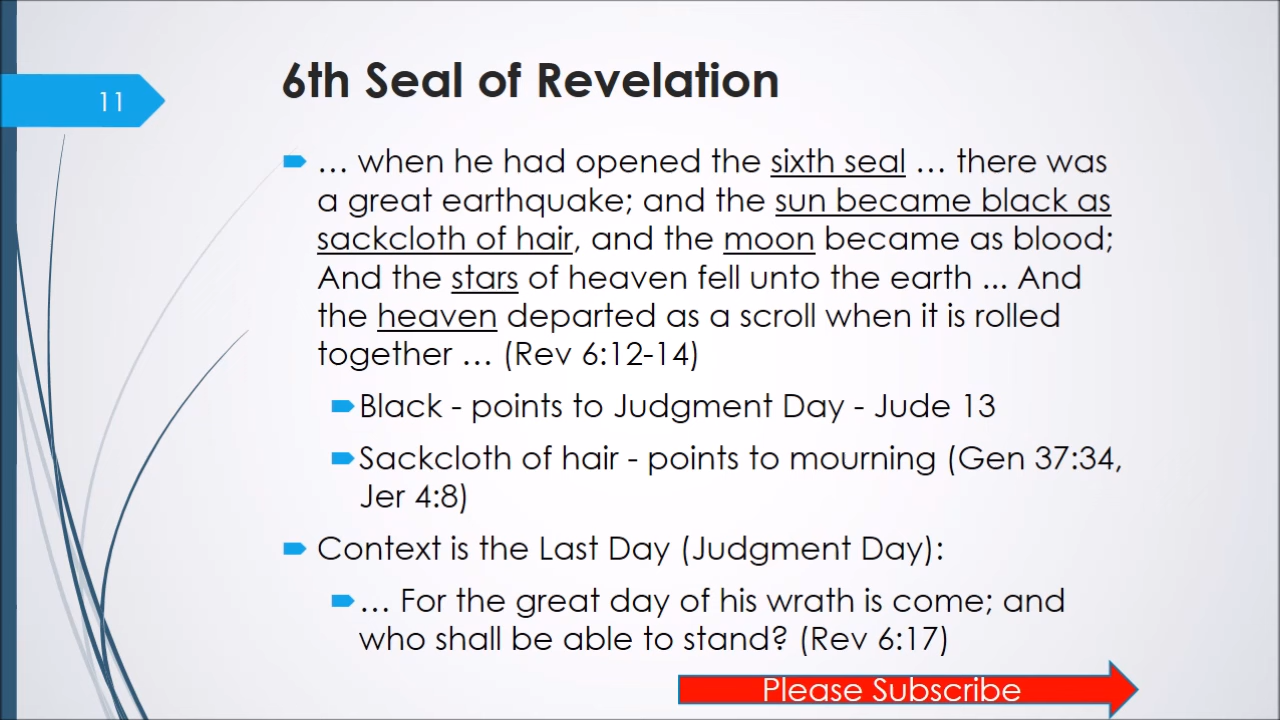 6th Seal of Revelation
11
… when he had opened the sixth seal … there was
a great earthquake; and the sun became black as
sackcloth of hair, and the moon became as blood;
And the stars of heaven fell unto the earth ... And
the heaven departed as a scroll when it is rolled
together … (Rev 6:12-14)
Black - points to Judgment Day - Jude 13
Sackcloth of hair - points to mourning (Gen 37:34,
Jer 4:8)
Context is the Last Day (Judgment Day):
… For the great day of his wrath is come; and
who shall be able to stand? (Rev 6:17)
Please Subscribe